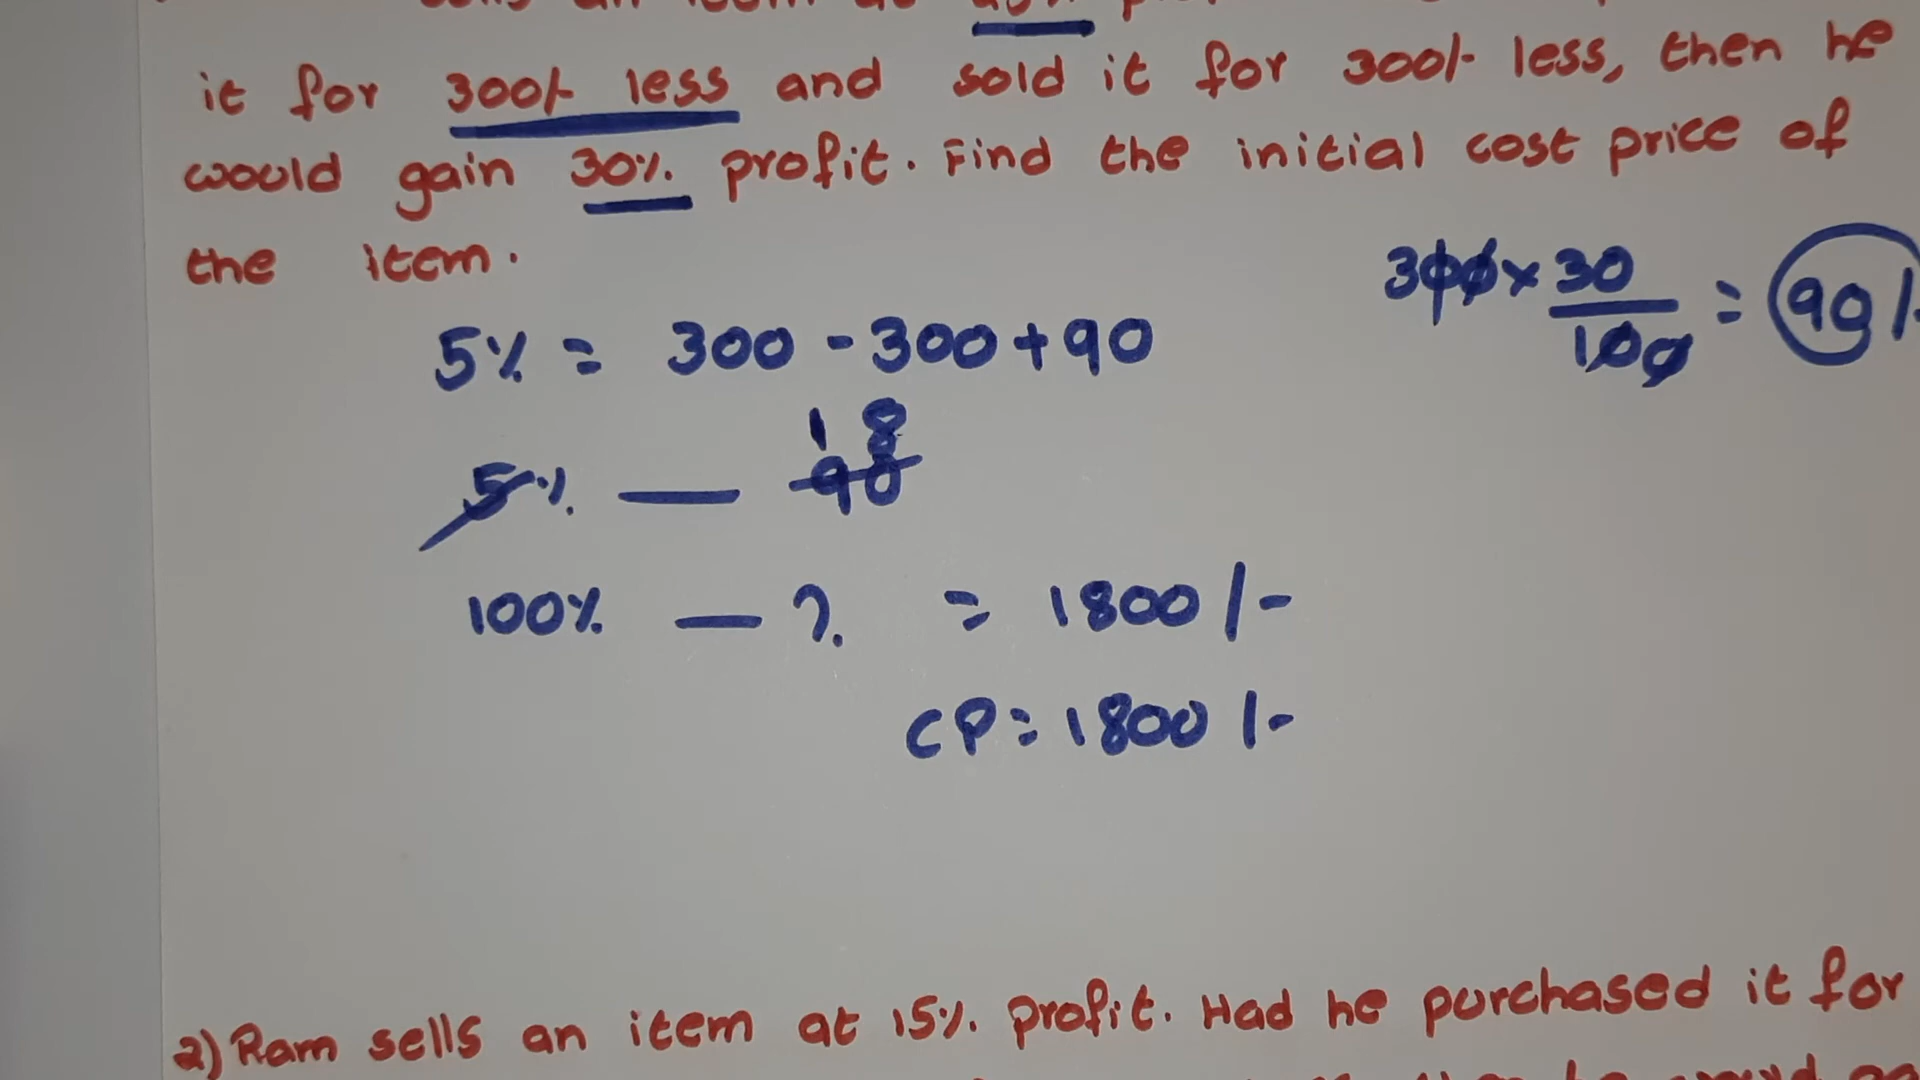 it for 300/- less and sold it for 300/- less, then he
would gain 30%. profit. Find the initial cost price of
the item.
300 x 30/100 = 90/-
5% = 300 - 300 + 90
18
5% — 90
100% — ? = 1800/-
CP = 1800/-
2) Ram sells an item at 15%. profit. Had he purchased it for